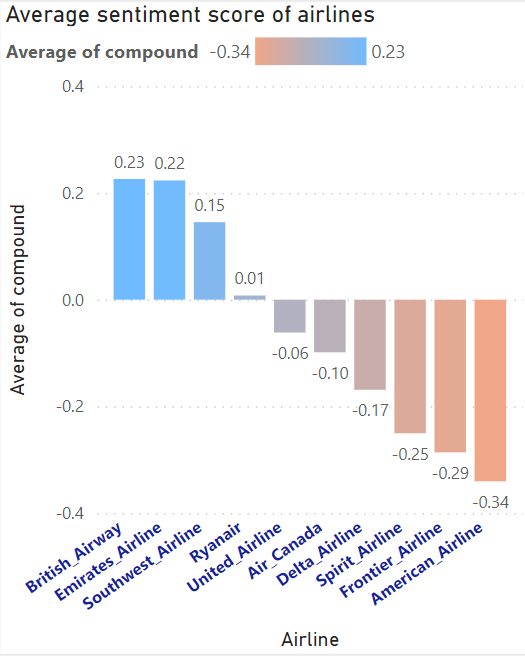 Average sentiment score of airlines
Average of compound -0.34 0.23
0.4
0.2
0.0
-0.2
-0.4
Average of compound
0.23
0.22
0.15
0.01
-0.06
-0.10
-0.17
-0.25
-0.29
-0.34
British_Airway
Emirates_Airline
Southwest_Airline
Ryanair
United_Airline
Air_Canada
Delta_Airline
Spirit_Airline
Frontier_Airline
American_Airline
Airline